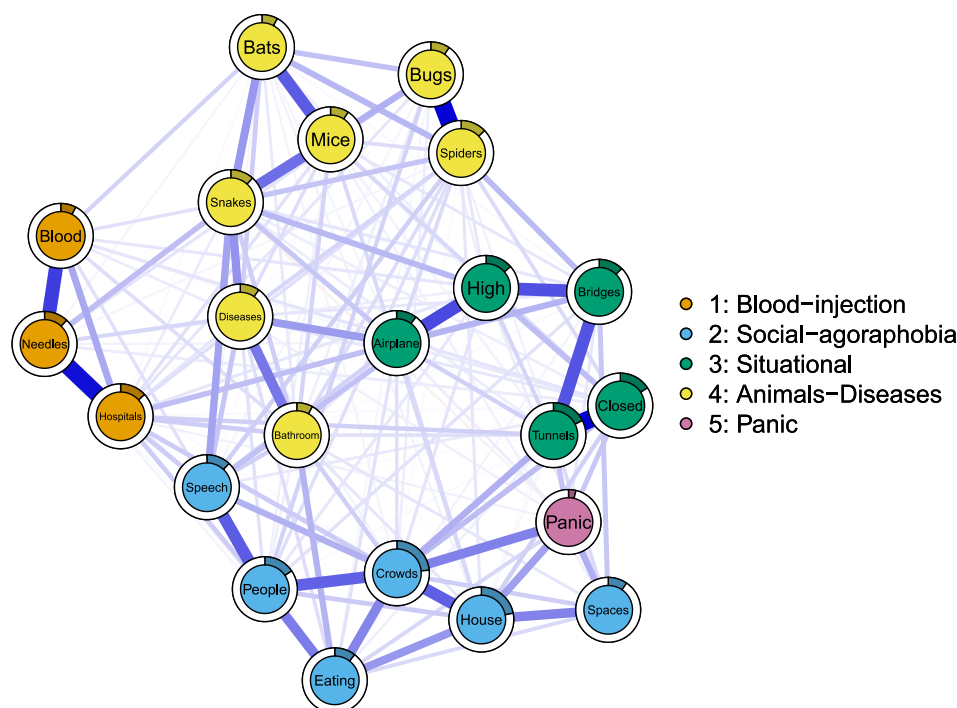 Bats
Bugs
Mice
Spiders
Snakes
Blood
High
Bridges
Diseases
Needles
Airplane
Closed
Hospitals
Bathroom
Tunnels
Speech
Panic
Crowds
People
House
Spaces
Eating
1: Blood−injection
2: Social−agoraphobia
3: Situational
4: Animals−Diseases
5: Panic